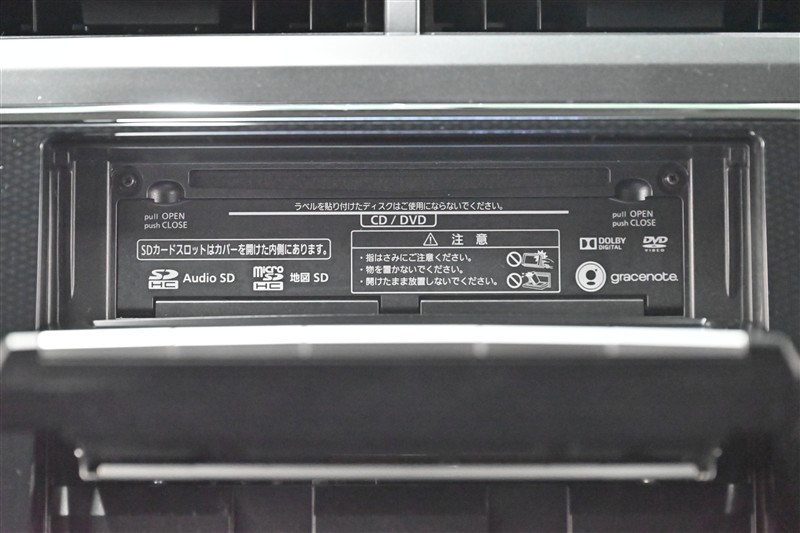 ラベルを貼り付けたディスクはご使用にならないでください。
CD / DVD
pull OPEN
push CLOSE
pull OPEN
push CLOSE
SDカードスロットはカバーを開けた内側にあります。
SD HC Audio SD
micro SD HC 地図 SD
⚠ 注 意
・指はさみにご注意ください。
・物を置かないでください。
・開けたまま放置しないでください。
DOLBY DIGITAL
DVD VIDEO
gracenote.